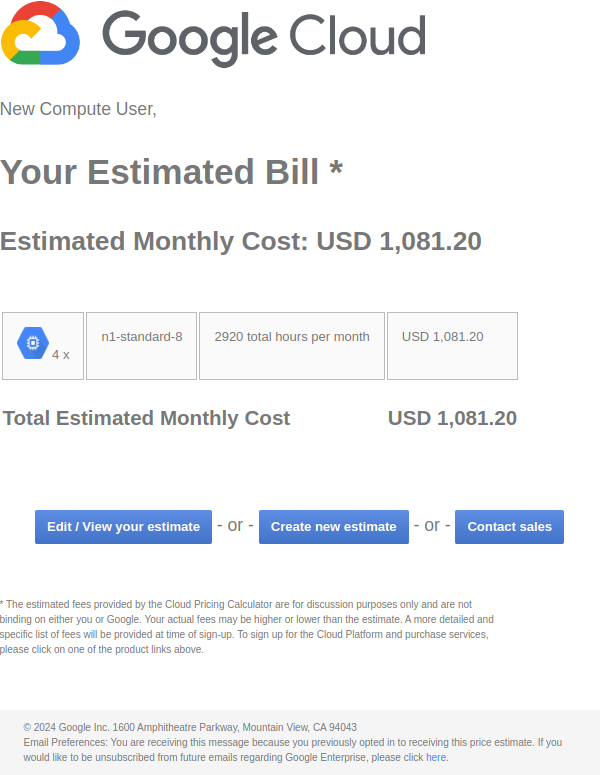 Google Cloud
New Compute User,
Your Estimated Bill *
Estimated Monthly Cost: USD 1,081.20
4 x n1-standard-8 2920 total hours per month USD 1,081.20
Total Estimated Monthly Cost USD 1,081.20
Edit / View your estimate - or - Create new estimate - or - Contact sales
* The estimated fees provided by the Cloud Pricing Calculator are for discussion purposes only and are not
binding on either you or Google. Your actual fees may be higher or lower than the estimate. A more detailed and
specific list of fees will be provided at time of sign-up. To sign up for the Cloud Platform and purchase services,
please click on one of the product links above.
© 2024 Google Inc. 1600 Amphitheatre Parkway, Mountain View, CA 94043
Email Preferences: You are receiving this message because you previously opted in to receiving this price estimate. If you
would like to be unsubscribed from future emails regarding Google Enterprise, please click here.